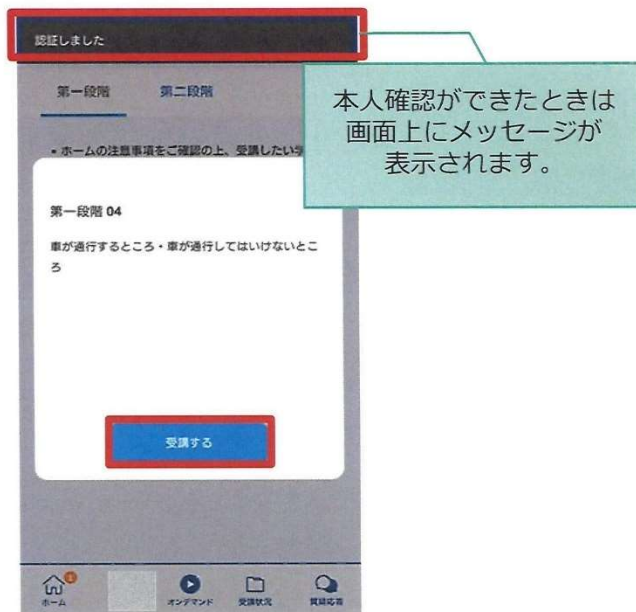 認証しました
第一段階 第二段階
本人確認ができたときは
画面上にメッセージが
表示されます。
• ホームの注意事項をご確認の上、受講したい学
第一段階 04
車が通行するところ・車が通行してはいけないとこ
ろ
受講する
1
ホーム オンデマンド 受講状況 質疑応答